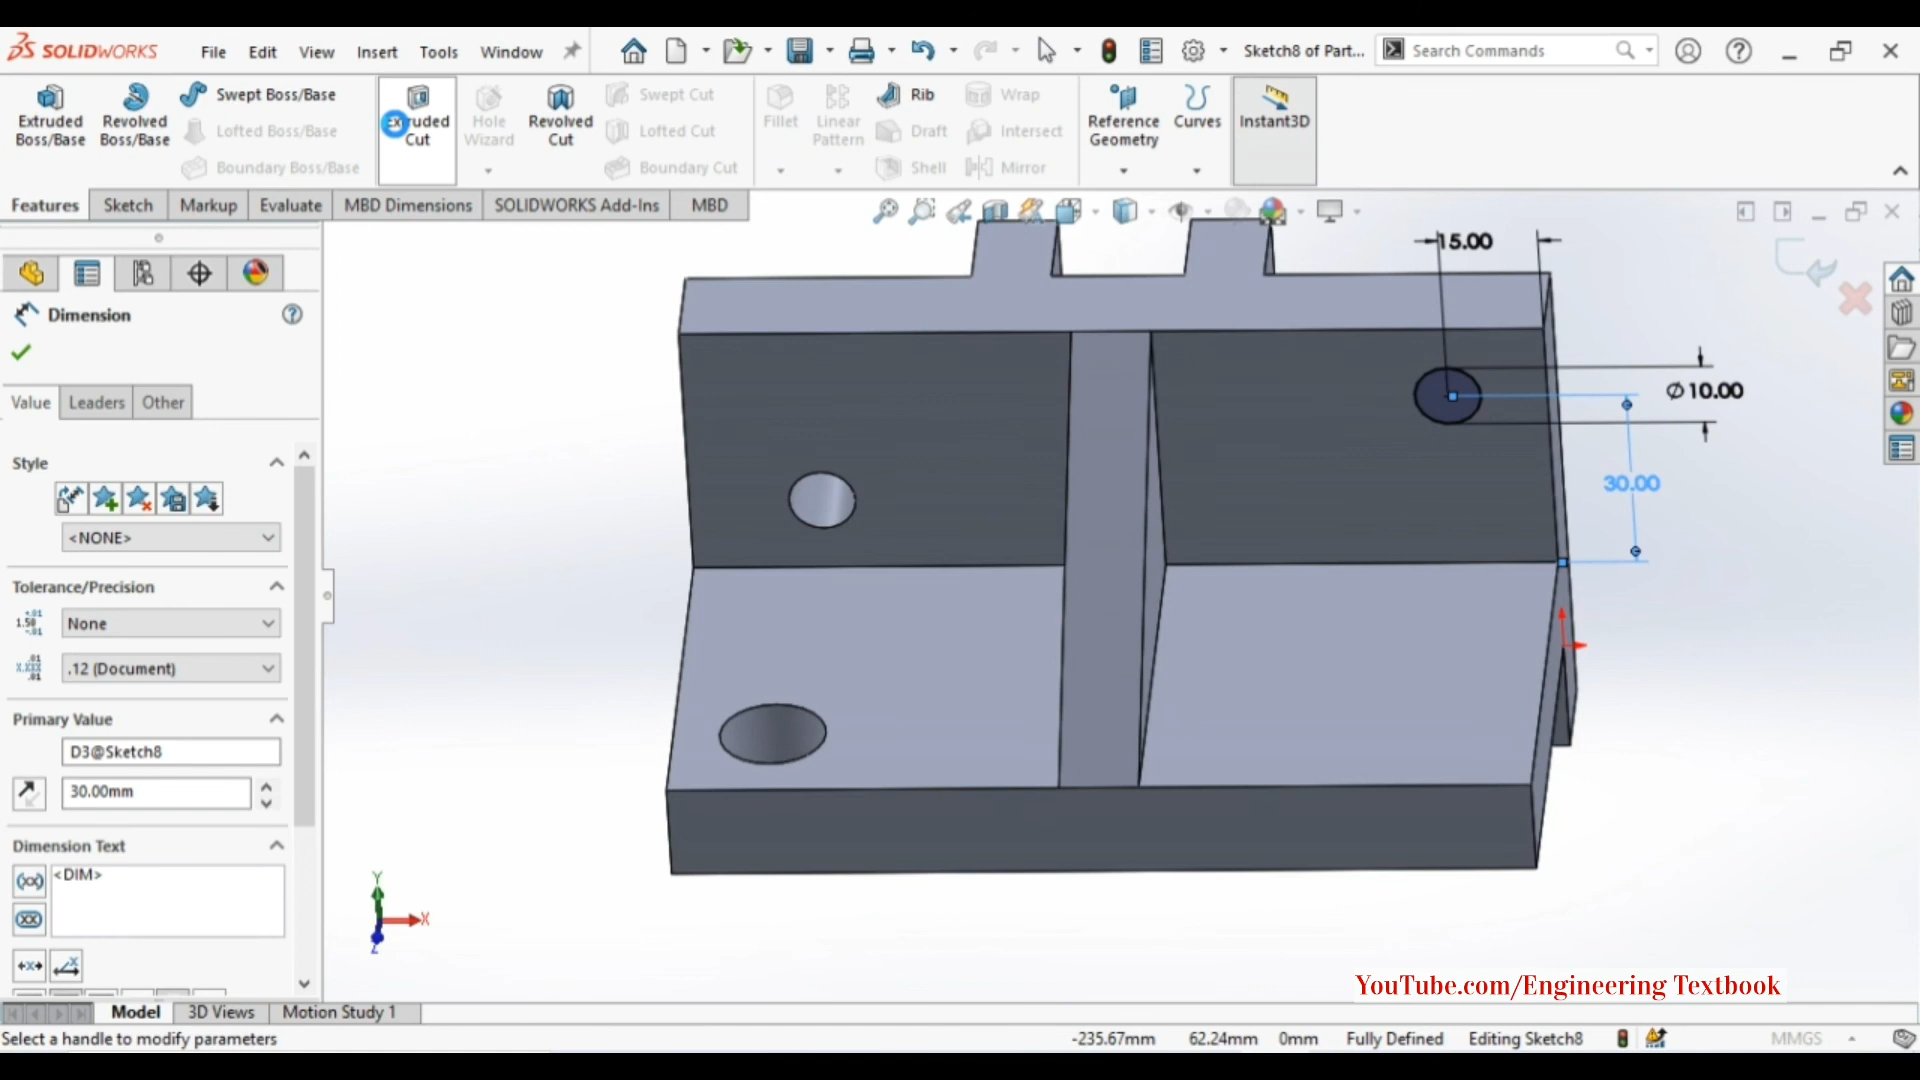 SOLIDWORKS File Edit View Insert Tools Window Sketch8 of Part... Search Commands
Extruded Boss/Base
Revolved Boss/Base
Swept Boss/Base
Lofted Boss/Base
Boundary Boss/Base
Extruded Cut
Hole Wizard
Revolved Cut
Swept Cut
Lofted Cut
Boundary Cut
Fillet
Linear Pattern
Rib
Draft
Shell
Wrap
Intersect
Mirror
Reference Geometry
Curves
Instant3D
Features Sketch Markup Evaluate MBD Dimensions SOLIDWORKS Add-Ins MBD
Dimension
Value Leaders Other
Style
<NONE>
Tolerance/Precision
None
.12 (Document)
Primary Value
D3@Sketch8
30.00mm
Dimension Text
<DIM>
15.00
Ø10.00
30.00
Y
X
Z
YouTube.com/Engineering Textbook
Model 3D Views Motion Study 1
Select a handle to modify parameters -235.67mm 62.24mm 0mm Fully Defined Editing Sketch8 MMGS